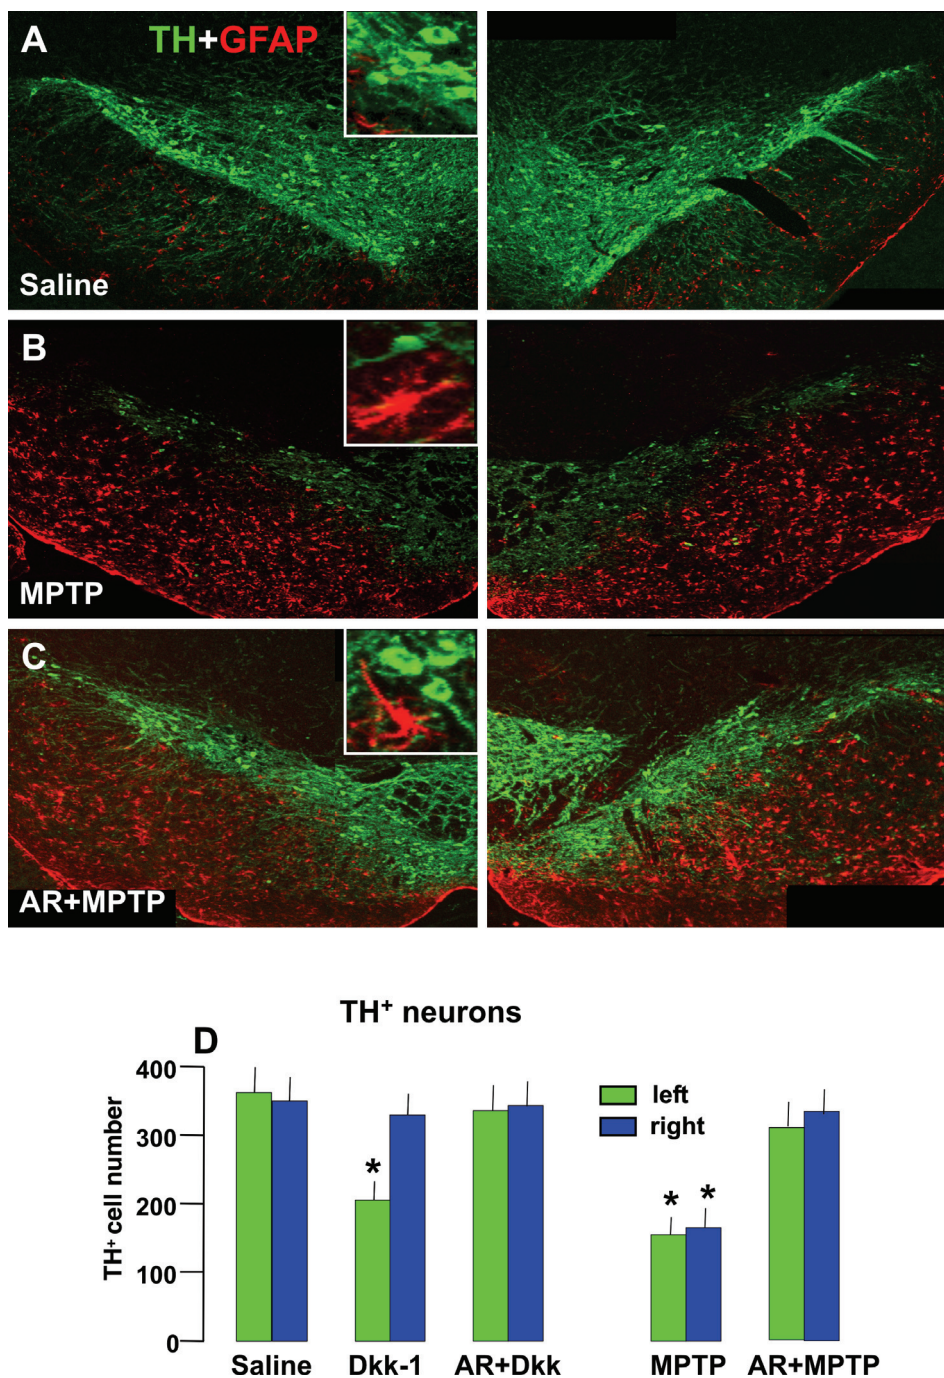 A
TH+GFAP
Saline
B
MPTP
C
AR+MPTP
TH⁺ neurons
D
TH⁺ cell number
400
300
200
100
0
left
right
*
*
*
Saline
Dkk-1
AR+Dkk
MPTP
AR+MPTP